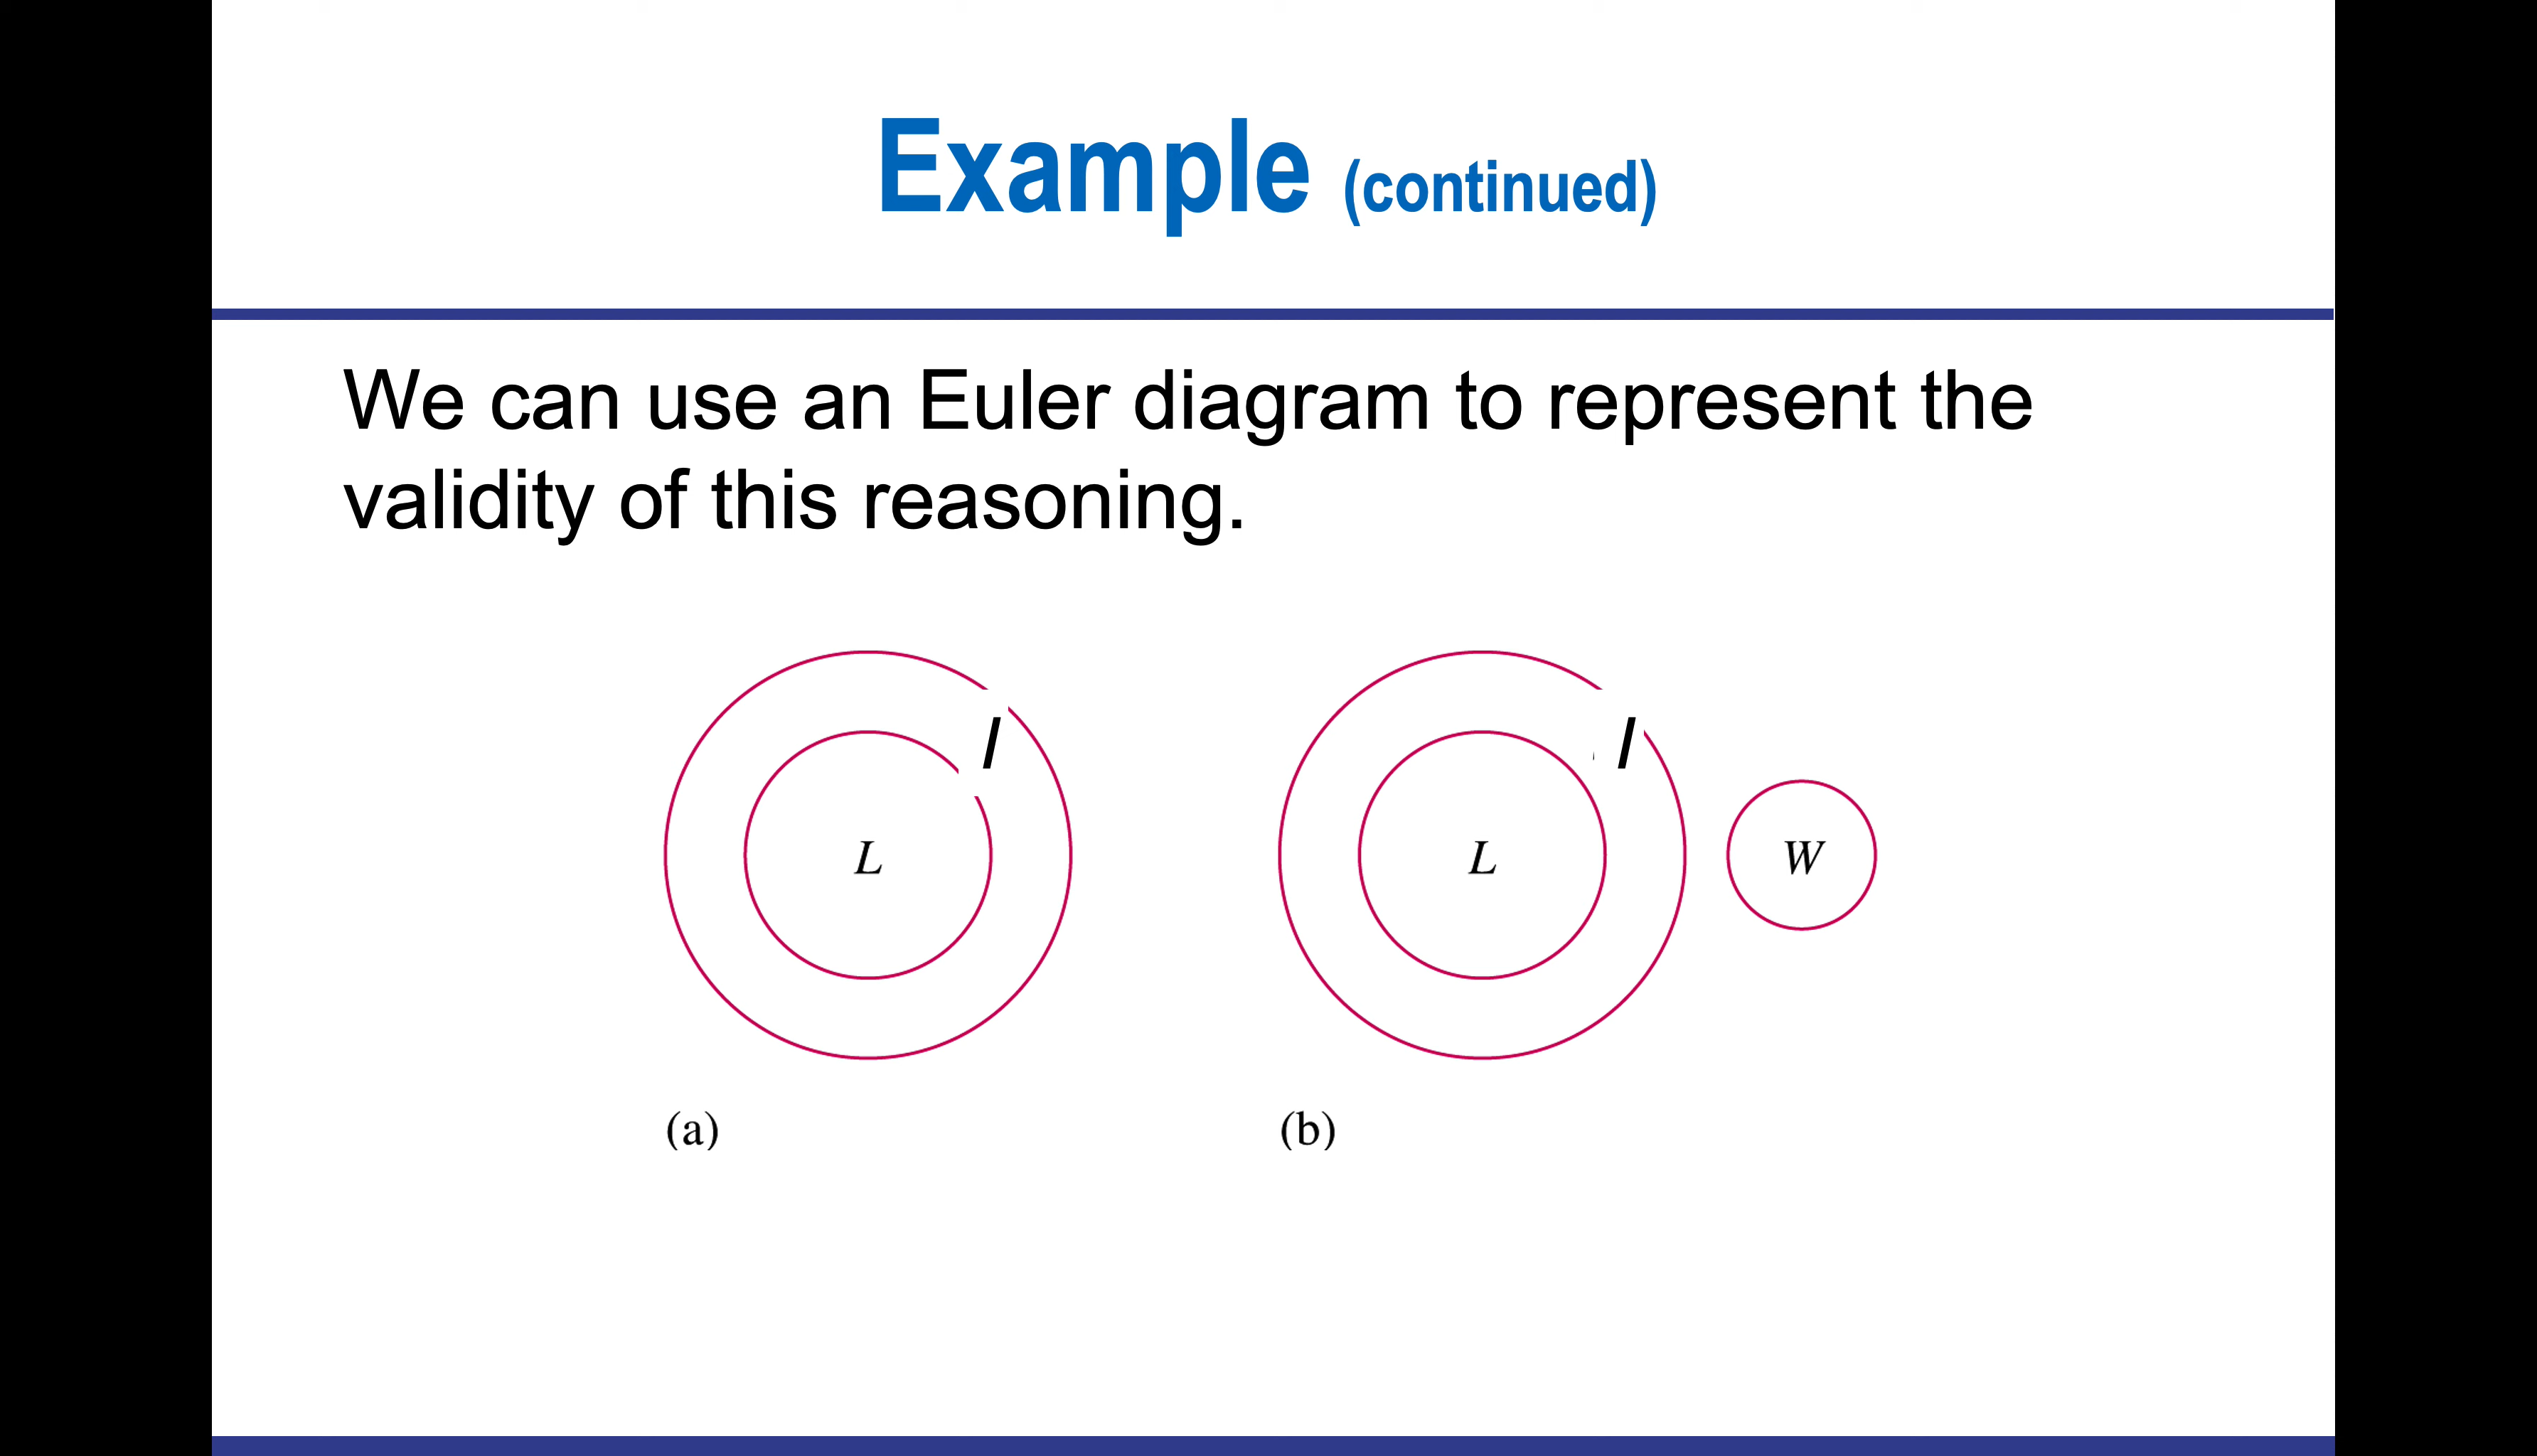 Example (continued)
We can use an Euler diagram to represent the
validity of this reasoning.
I
I
L
L
W
(a)
(b)